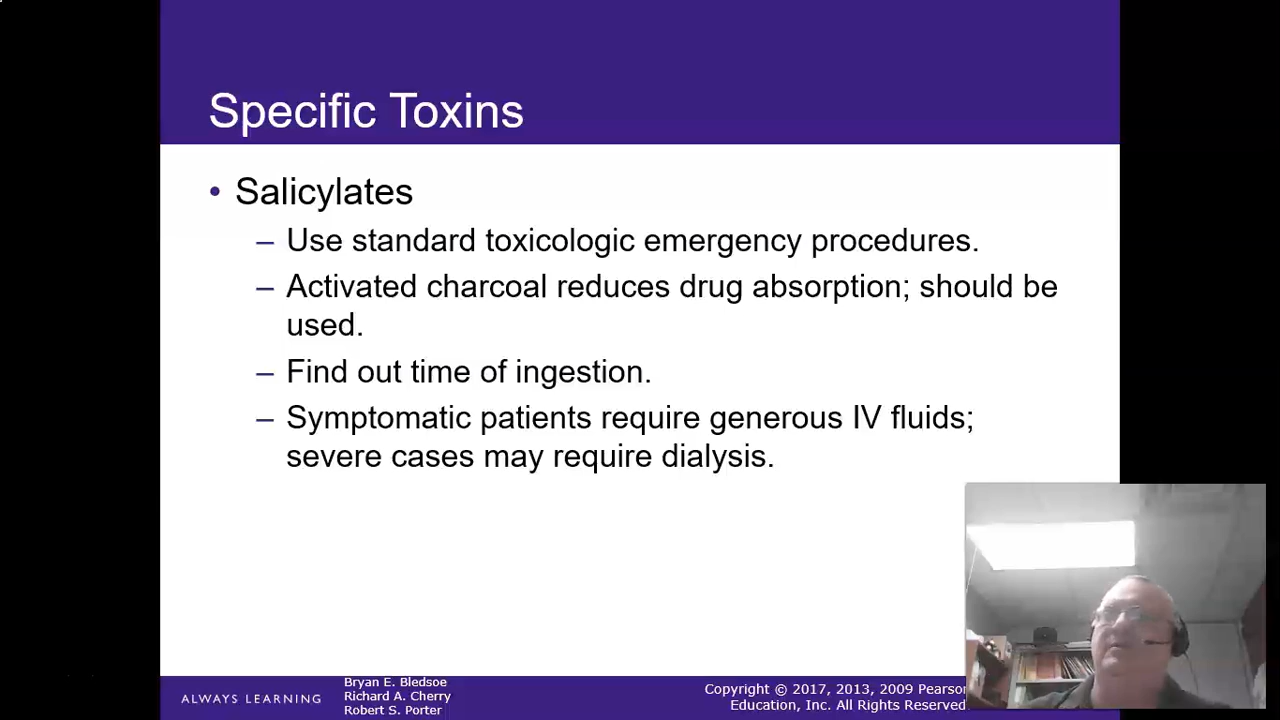 Specific Toxins
• Salicylates
– Use standard toxicologic emergency procedures.
– Activated charcoal reduces drug absorption; should be
used.
– Find out time of ingestion.
– Symptomatic patients require generous IV fluids;
severe cases may require dialysis.
ALWAYS LEARNING
Bryan E. Bledsoe
Richard A. Cherry
Robert S. Porter
Copyright © 2017, 2013, 2009 Pearson
Education, Inc. All Rights Reserved